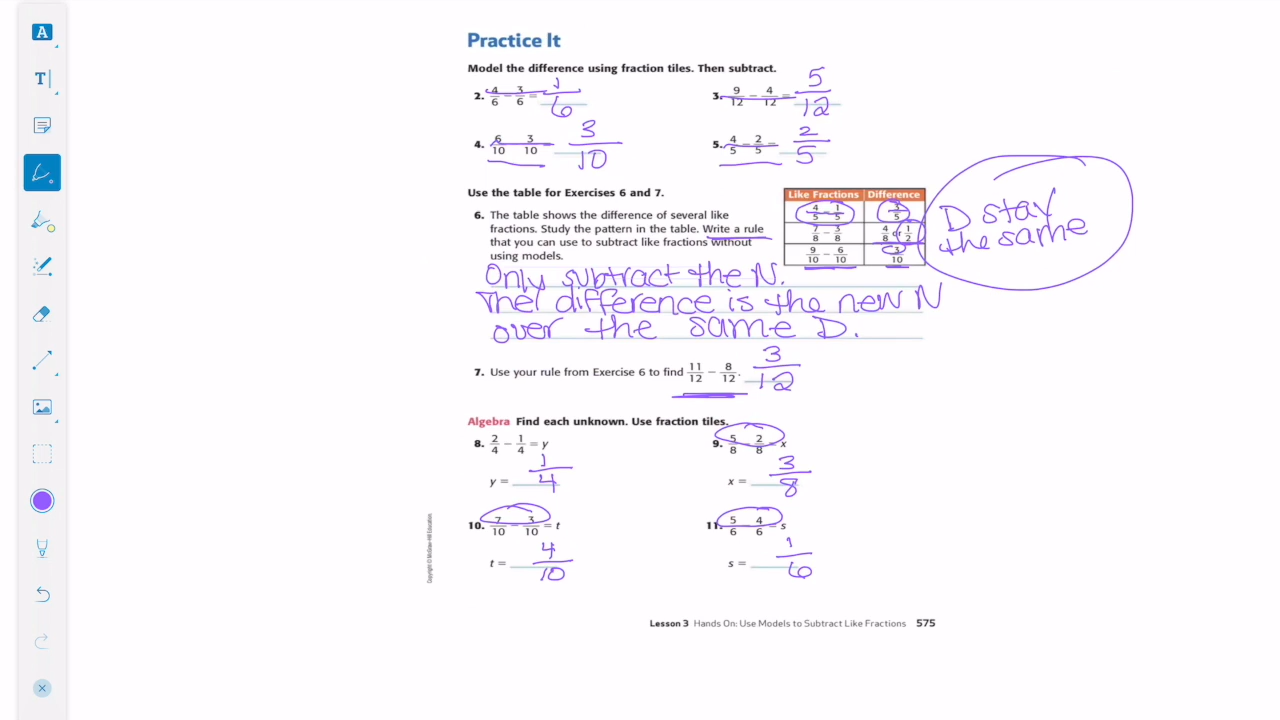 Practice It
Model the difference using fraction tiles. Then subtract.
2. 4/6 - 3/6 = 1/6
3. 9/12 - 4/12 = 5/12
4. 6/10 - 3/10 = 3/10
5. 4/5 - 2/5 = 2/5
Use the table for Exercises 6 and 7.
6. The table shows the difference of several like
fractions. Study the pattern in the table. Write a rule
that you can use to subtract like fractions without
using models.
Like Fractions Difference
4/5 - 1/5 3/5
7/8 - 3/8 4/8 or 1/2
9/10 - 6/10 3/10
D stay
the same
Only subtract the N.
The difference is the new N
over the same D.
7. Use your rule from Exercise 6 to find 11/12 - 8/12. 3/12
Algebra Find each unknown. Use fraction tiles.
8. 2/4 - 1/4 = y
y = 1/4
9. 5/8 - 2/8 = x
x = 3/8
10. 7/10 - 3/10 = t
t = 4/10
11. 5/6 - 4/6 = s
s = 1/6
Copyright © McGraw-Hill Education.
Lesson 3 Hands On: Use Models to Subtract Like Fractions 575
A
T